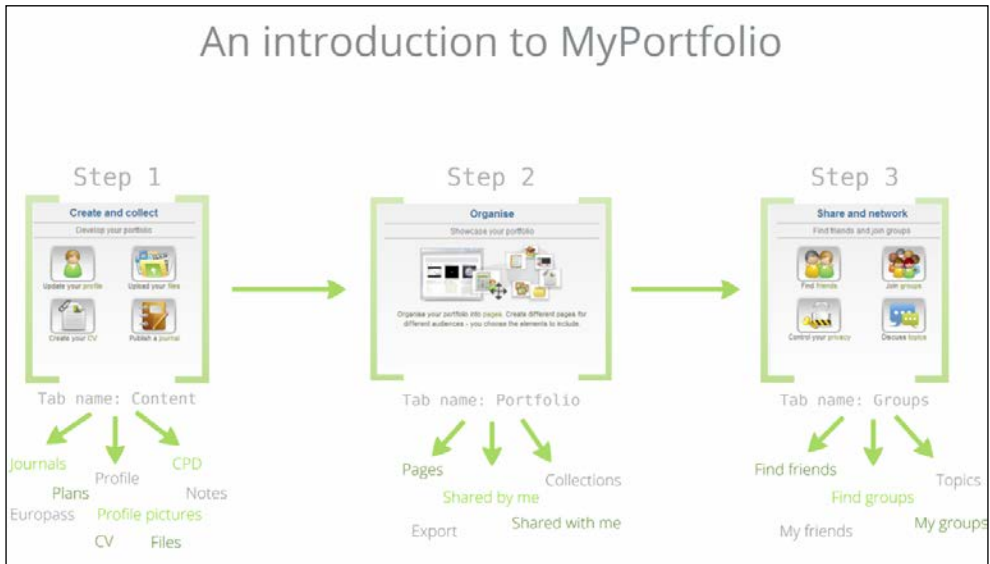 An introduction to MyPortfolio
Step 1
Create and collect
Develop your portfolio
Update your profile
Upload your files
Create your CV
Publish a journal
Tab name: Content
Journals
CPD
Profile
Plans
Notes
Europass
Profile pictures
CV
Files
Step 2
Organise
Showcase your portfolio
Organise your portfolio into pages. Create different pages for
different audiences - you choose the elements to include.
Tab name: Portfolio
Pages
Collections
Shared by me
Shared with me
Export
Step 3
Share and network
Find friends and join groups
Find friends
Join groups
Control your privacy
Discuss topics
Tab name: Groups
Find friends
Topics
Find groups
My groups
My friends